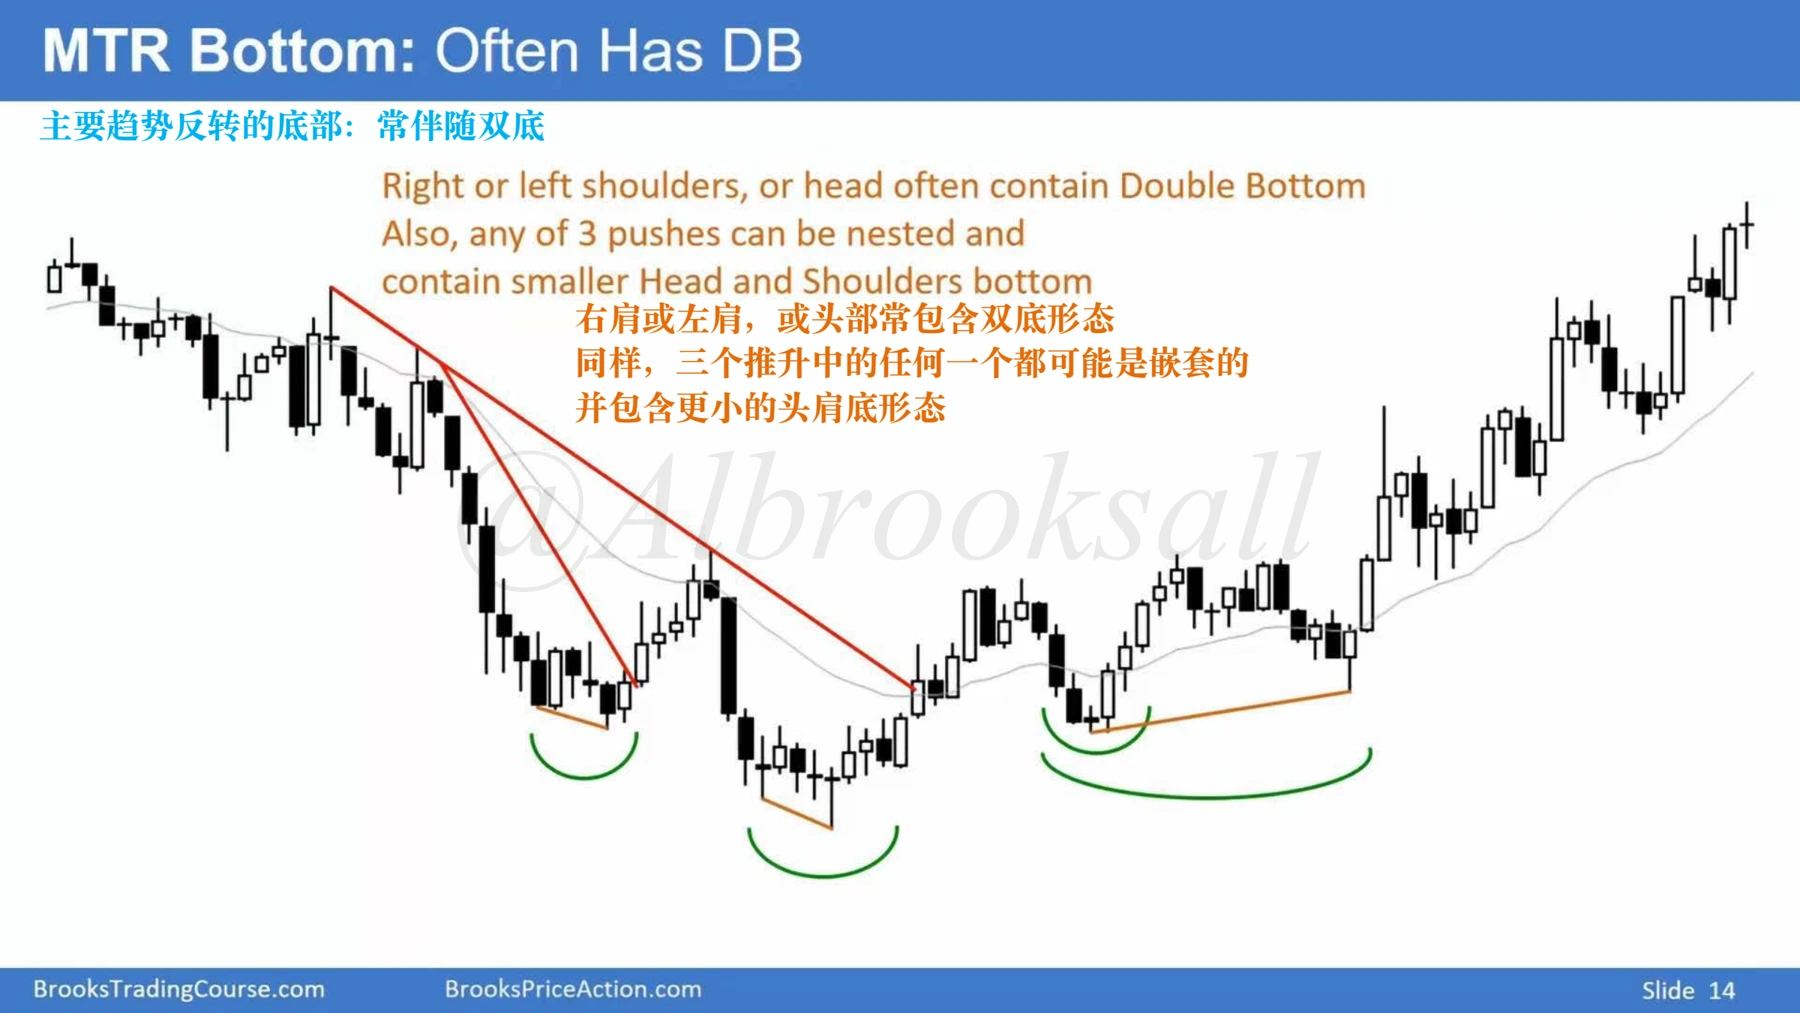 MTR Bottom: Often Has DB
主要趋势反转的底部：常伴随双底
Right or left shoulders, or head often contain Double Bottom
Also, any of 3 pushes can be nested and
contain smaller Head and Shoulders bottom
右肩或左肩，或头部常包含双底形态
同样，三个推升中的任何一个都可能是嵌套的
并包含更小的头肩底形态
@Albrooksall
BrooksTradingCourse.com
BrooksPriceAction.com
Slide 14